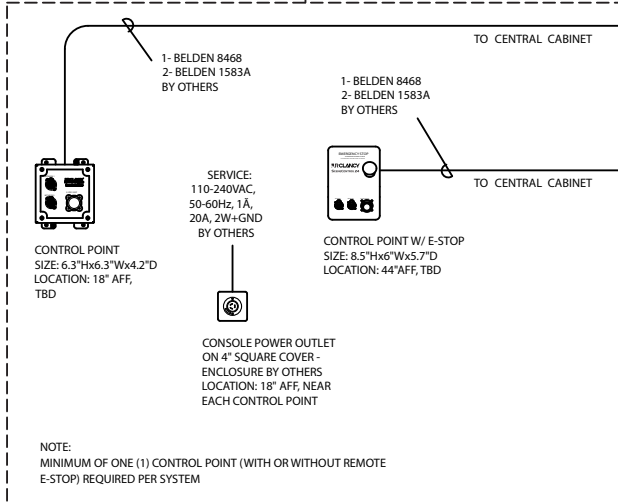 TO CENTRAL CABINET
1- BELDEN 8468
2- BELDEN 1583A
BY OTHERS
1- BELDEN 8468
2- BELDEN 1583A
BY OTHERS
EMERGENCY STOP
TO CENTRAL CABINET
SERVICE:
110-240VAC,
50-60Hz, 1Ã,
20A, 2W+GND
BY OTHERS
CONTROL POINT
SIZE: 6.3"Hx6.3"Wx4.2"D
LOCATION: 18" AFF,
TBD
CONTROL POINT W/ E-STOP
SIZE: 8.5"Hx6"Wx5.7"D
LOCATION: 44"AFF, TBD
CONSOLE POWER OUTLET
ON 4" SQUARE COVER -
ENCLOSURE BY OTHERS
LOCATION: 18" AFF, NEAR
EACH CONTROL POINT
NOTE:
MINIMUM OF ONE (1) CONTROL POINT (WITH OR WITHOUT REMOTE
E-STOP) REQUIRED PER SYSTEM